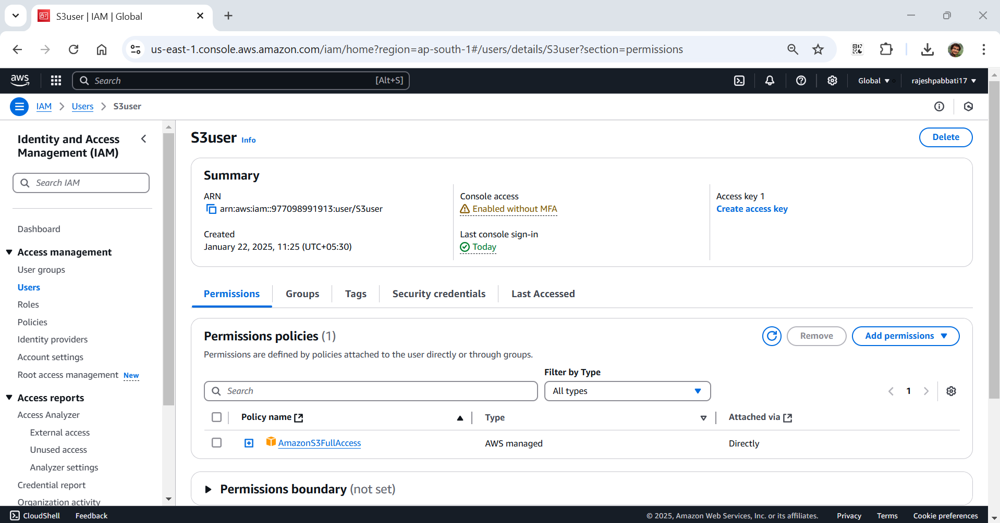 S3user | IAM | Global
us-east-1.console.aws.amazon.com/iam/home?region=ap-south-1#/users/details/S3user?section=permissions
aws
Search [Alt+S]
Global
rajeshpabbati17
IAM
Users
S3user
Identity and Access
Management (IAM)
Search IAM
Dashboard
Access management
User groups
Users
Roles
Policies
Identity providers
Account settings
Root access management New
Access reports
Access Analyzer
External access
Unused access
Analyzer settings
Credential report
Organization activity
S3user Info
Delete
Summary
ARN
arn:aws:iam::977098991913:user/S3user
Created
January 22, 2025, 11:25 (UTC+05:30)
Console access
Enabled without MFA
Last console sign-in
Today
Access key 1
Create access key
Permissions
Groups
Tags
Security credentials
Last Accessed
Permissions policies (1)
Remove
Add permissions
Permissions are defined by policies attached to the user directly or through groups.
Filter by Type
Search
All types
1
Policy name
Type
Attached via
AmazonS3FullAccess
AWS managed
Directly
Permissions boundary (not set)
CloudShell
Feedback
© 2025, Amazon Web Services, Inc. or its affiliates.
Privacy
Terms
Cookie preferences